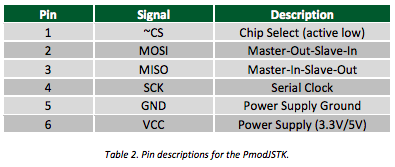 Pin Signal Description
1 ~CS Chip Select (active low)
2 MOSI Master-Out-Slave-In
3 MISO Master-In-Slave-Out
4 SCK Serial Clock
5 GND Power Supply Ground
6 VCC Power Supply (3.3V/5V)
Table 2. Pin descriptions for the PmodJSTK.